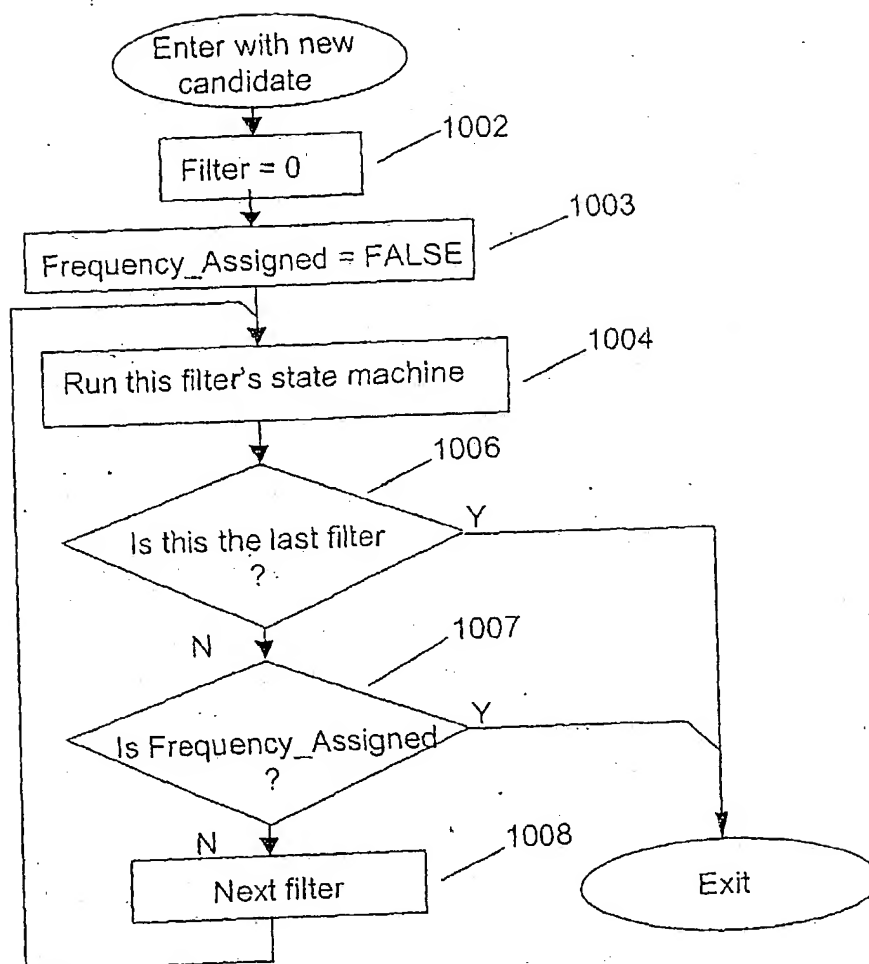 Enter with new
candidate
1002
Filter = 0
1003
Frequency_Assigned = FALSE
1004
Run this filter's state machine
1006
Is this the last filter
?
Y
N
1007
Is Frequency_Assigned
?
Y
N
1008
Next filter
Exit